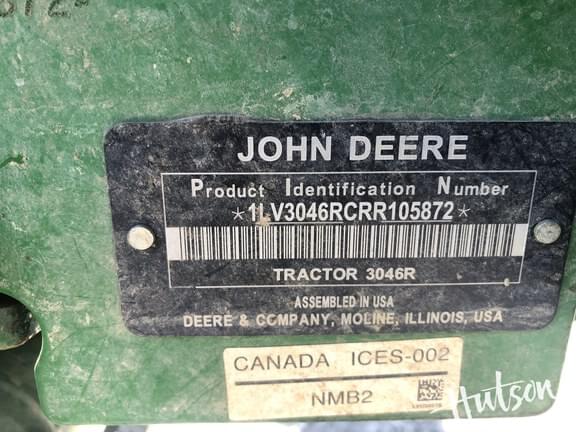 JOHN DEERE
Product Identification Number
*1LV3046RCRR105872*
TRACTOR 3046R
ASSEMBLED IN USA
DEERE & COMPANY, MOLINE, ILLINOIS, USA
CANADA ICES-002
NMB2
Hutson